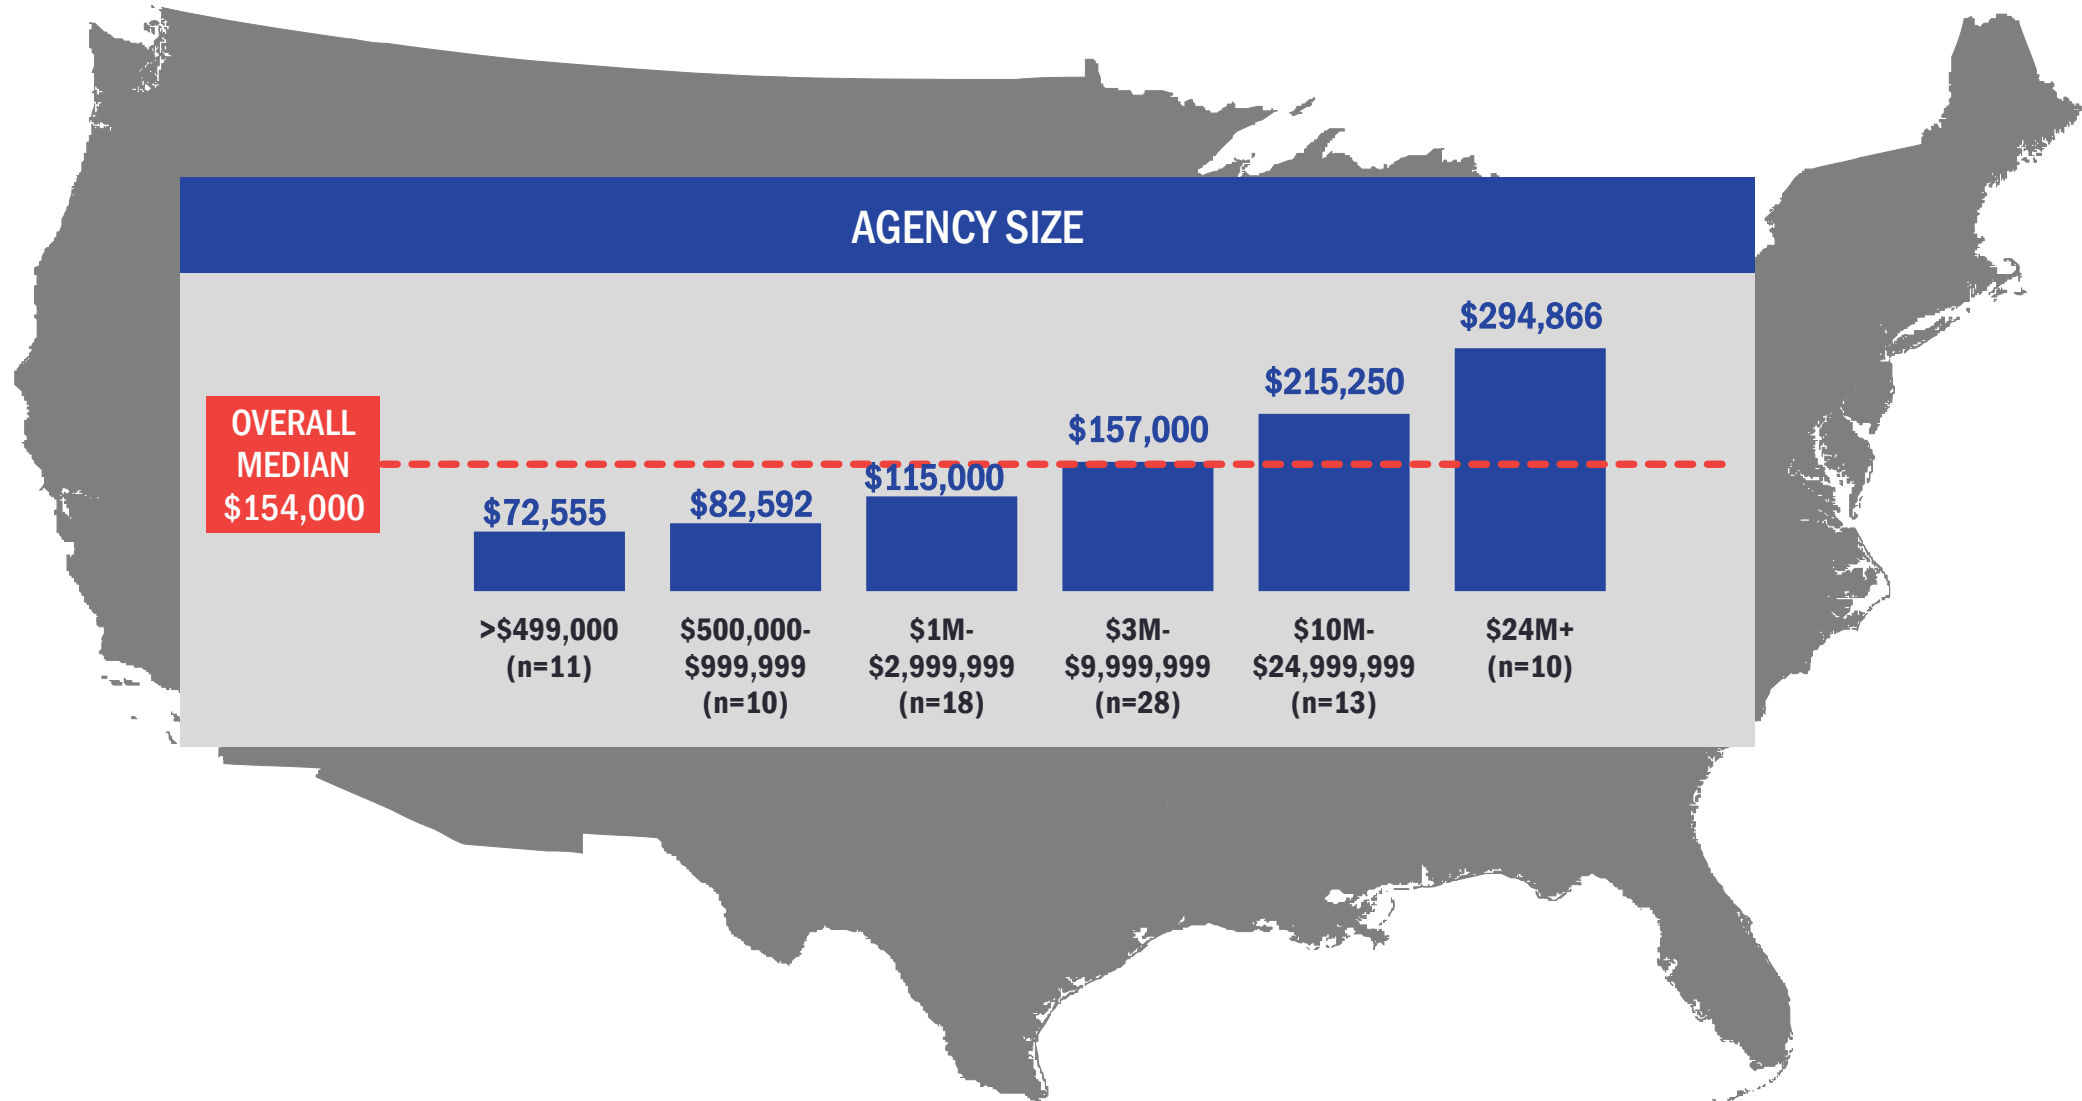 AGENCY SIZE
OVERALL
MEDIAN
$154,000
$72,555
$82,592
$115,000
$157,000
$215,250
$294,866
>$499,000
(n=11)
$500,000-
$999,999
(n=10)
$1M-
$2,999,999
(n=18)
$3M-
$9,999,999
(n=28)
$10M-
$24,999,999
(n=13)
$24M+
(n=10)